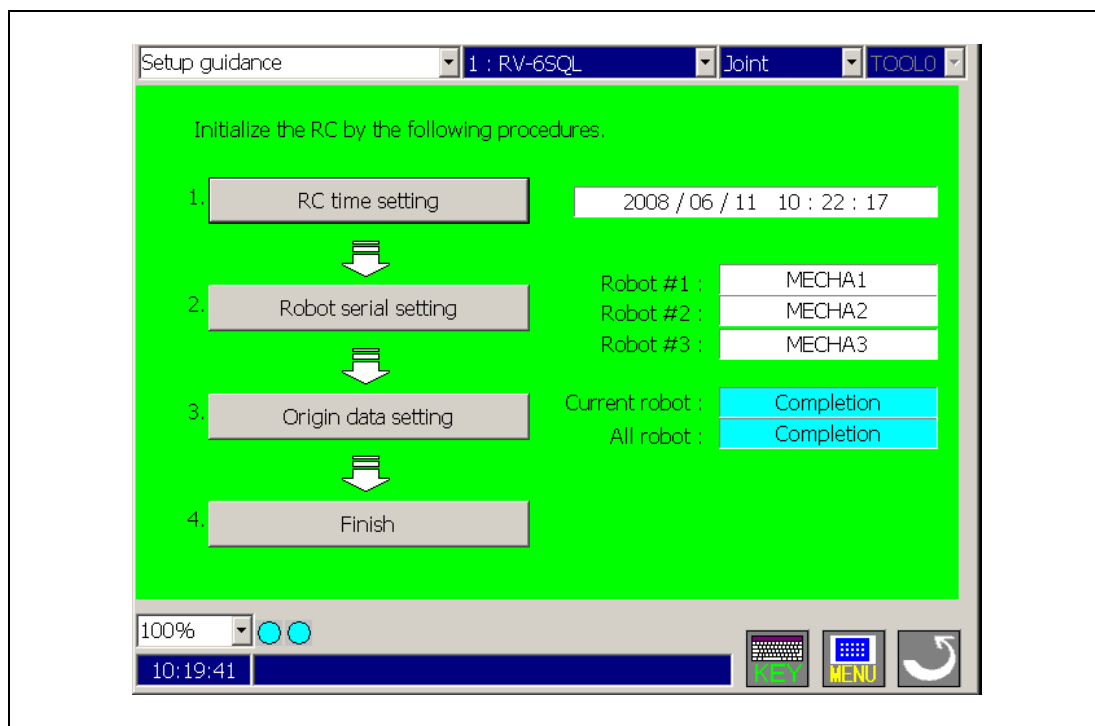 Setup guidance 1 : RV-6SQL Joint TOOL0
Initialize the RC by the following procedures.
1. RC time setting 2008 / 06 / 11 10 : 22 : 17
Robot #1 : MECHA1
2. Robot serial setting Robot #2 : MECHA2
Robot #3 : MECHA3
3. Origin data setting Current robot : Completion
All robot : Completion
4. Finish
100%
10:19:41 KEY MENU